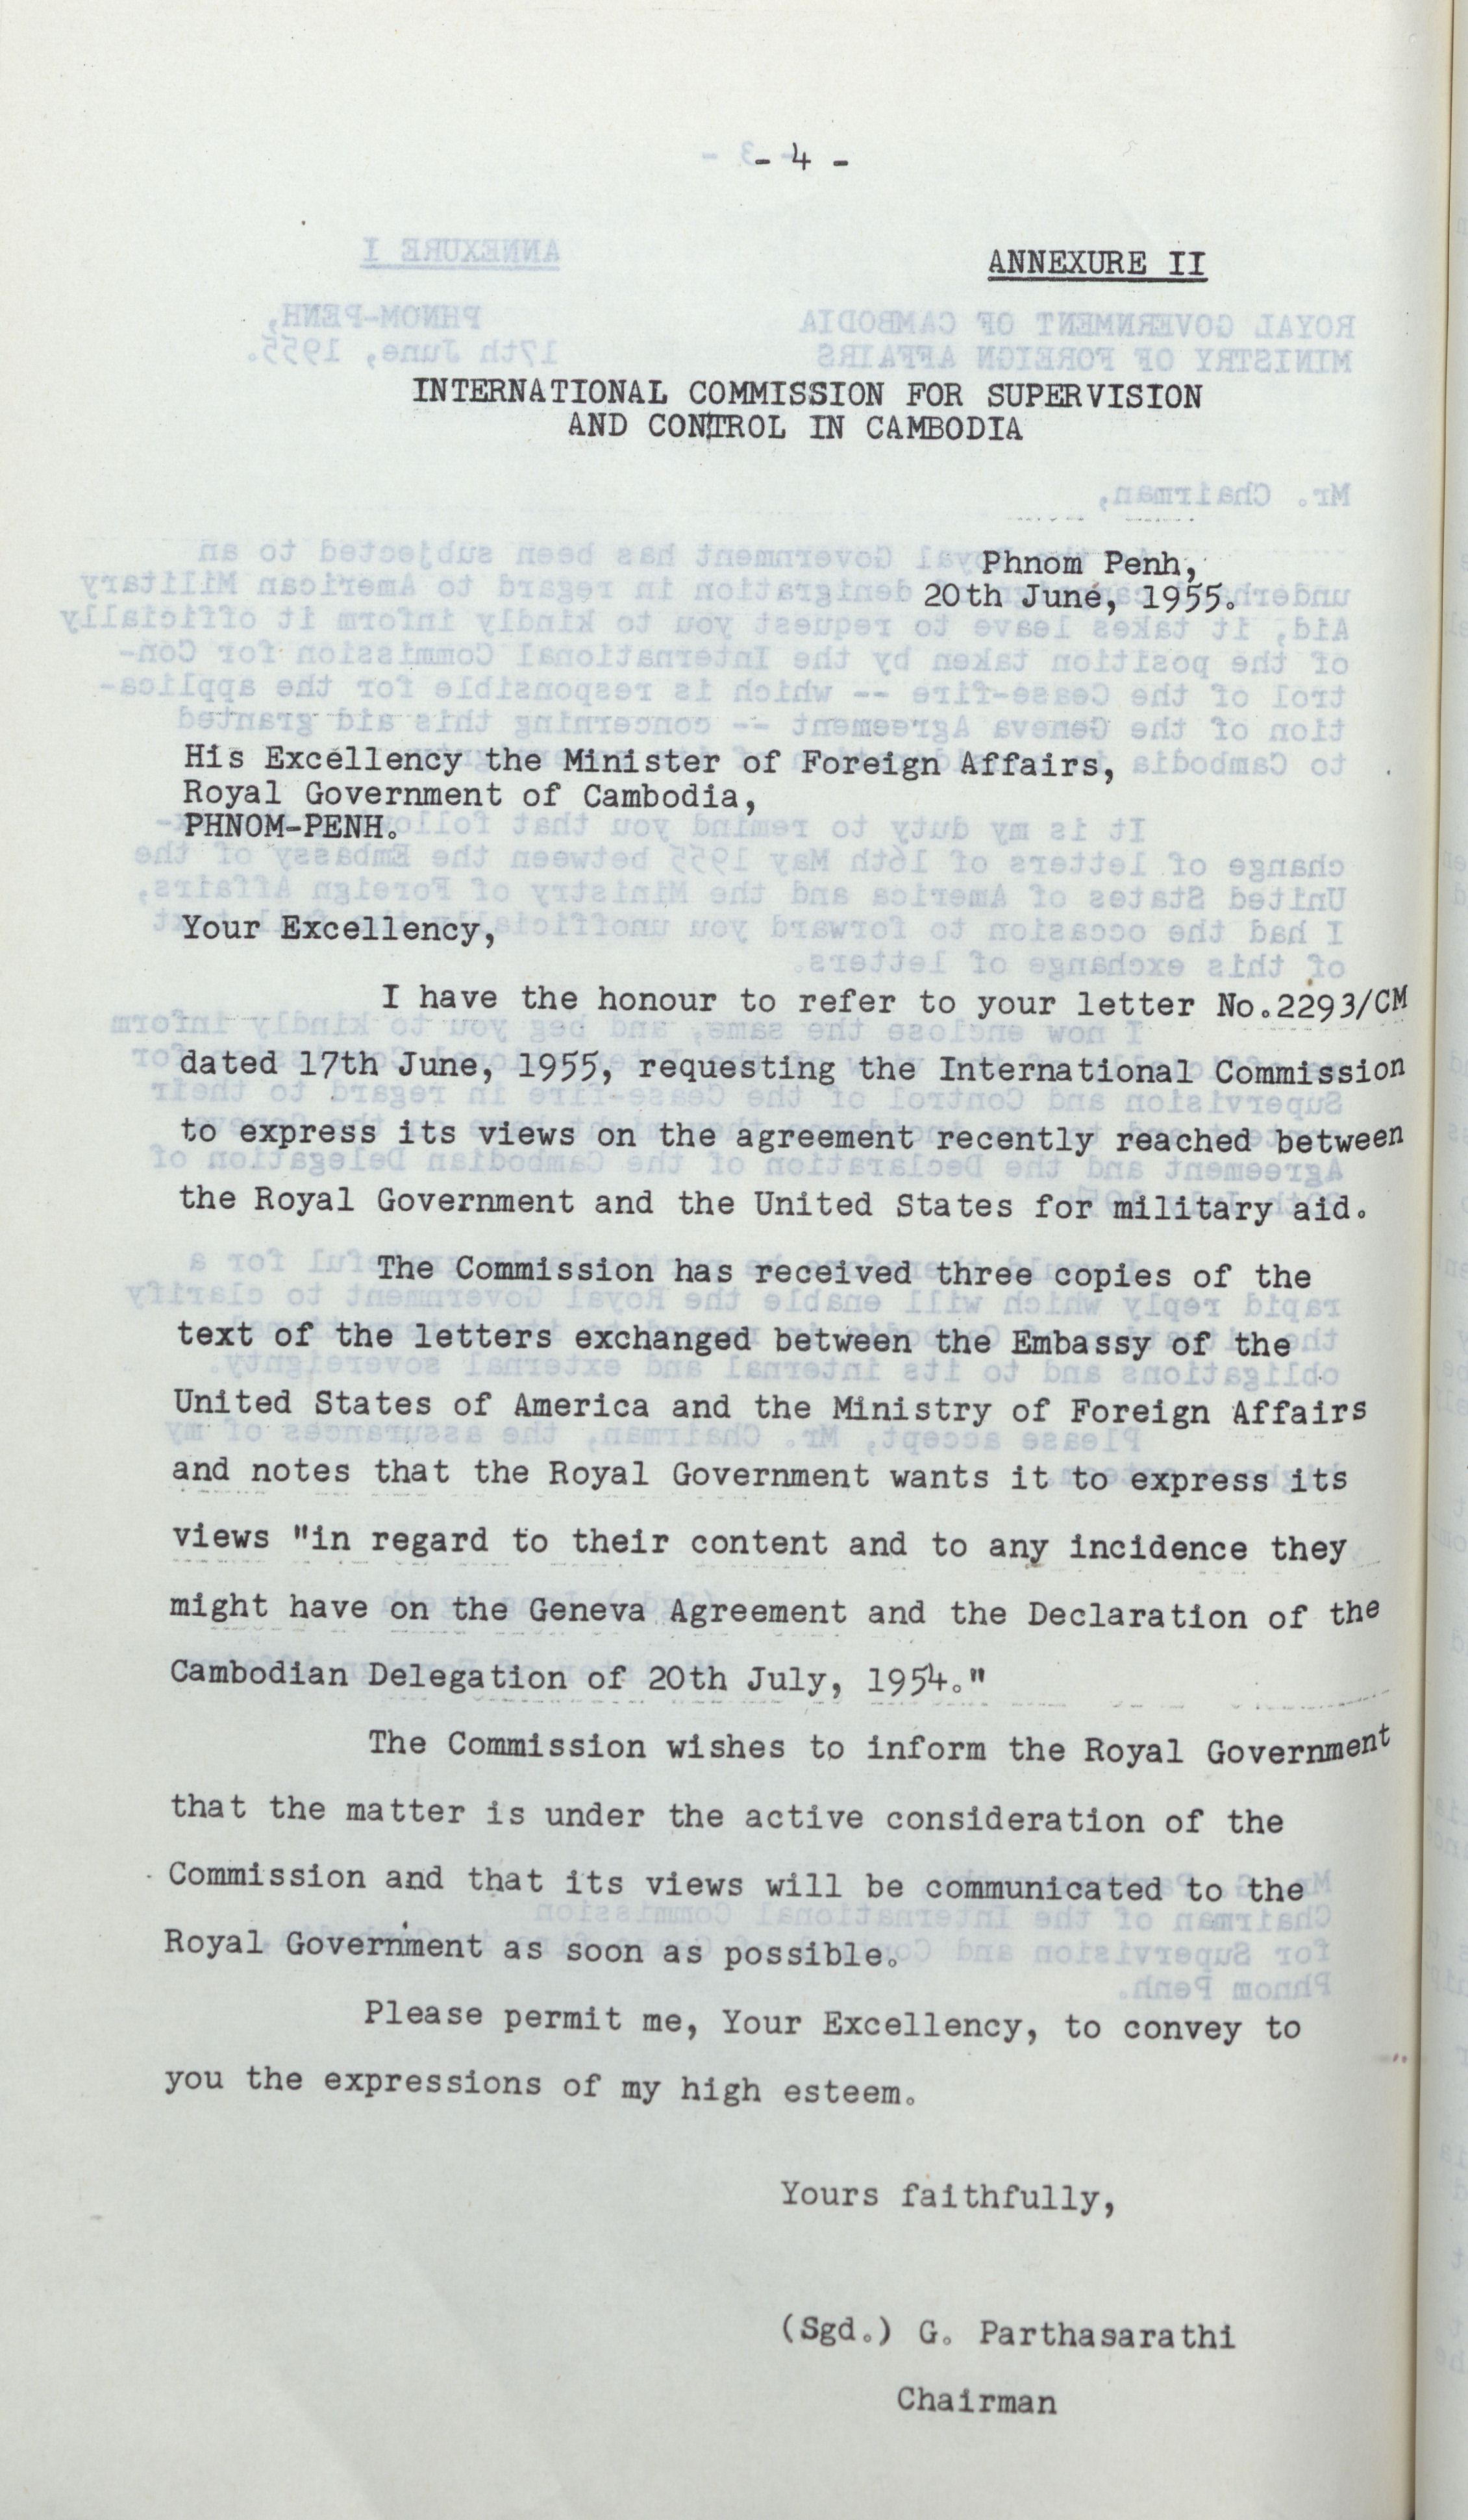 - 4 -
ANNEXURE II
INTERNATIONAL COMMISSION FOR SUPERVISION
AND CONTROL IN CAMBODIA
Phnom Penh,
20th June, 1955.
His Excellency the Minister of Foreign Affairs,
Royal Government of Cambodia,
PHNOM-PENH.
Your Excellency,
I have the honour to refer to your letter No.2293/CM
dated 17th June, 1955, requesting the International Commission
to express its views on the agreement recently reached between
the Royal Government and the United States for military aid.
The Commission has received three copies of the
text of the letters exchanged between the Embassy of the
United States of America and the Ministry of Foreign Affairs
and notes that the Royal Government wants it to express its
views "in regard to their content and to any incidence they
might have on the Geneva Agreement and the Declaration of the
Cambodian Delegation of 20th July, 1954."
The Commission wishes to inform the Royal Government
that the matter is under the active consideration of the
Commission and that its views will be communicated to the
Royal Government as soon as possible.
Please permit me, Your Excellency, to convey to
you the expressions of my high esteem.
Yours faithfully,
(Sgd.) G. Parthasarathi
Chairman